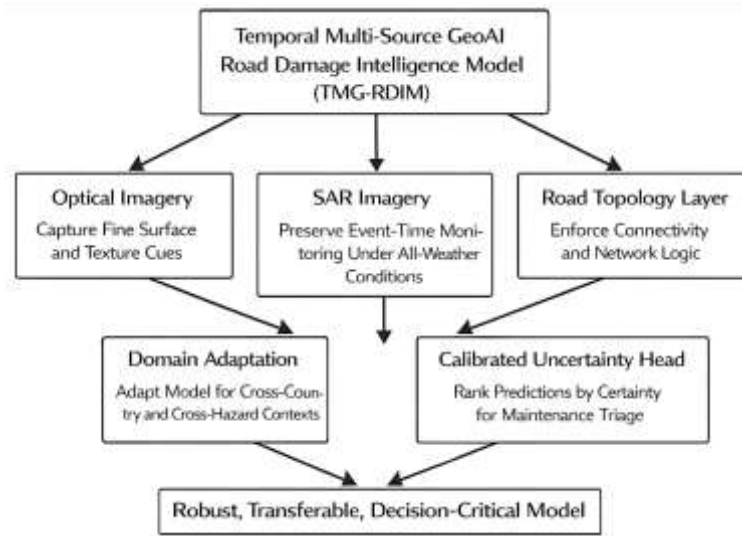 Temporal Multi-Source GeoAI
Road Damage Intelligence Model
(TMG-RDIM)
Optical Imagery
Capture Fine Surface
and Texture Cues
SAR Imagery
Preserve Event-Time Moni-
toring Under All-Weather
Conditions
Road Topology Layer
Enforce Connectivity
and Network Logic
Domain Adaptation
Adapt Model for Cross-Coun-
try and Cross-Hazard Contexts
Calibrated Uncertainty Head
Rank Predictions by Certainty
for Maintenance Triage
Robust, Transferable, Decision-Critical Model